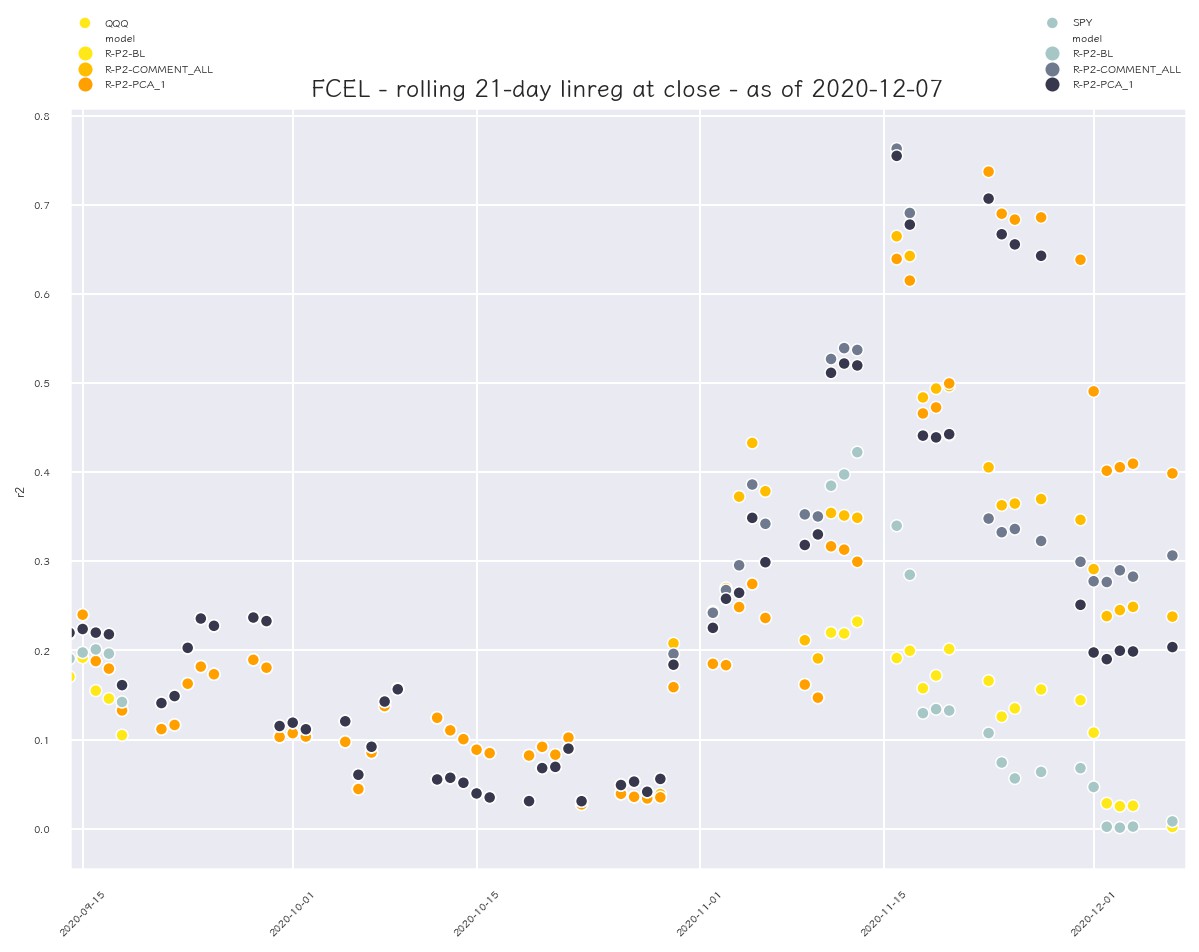 QQQ
model
R-P2-BL
R-P2-COMMENT_ALL
R-P2-PCA_1
SPY
model
R-P2-BL
R-P2-COMMENT_ALL
R-P2-PCA_1
FCEL - rolling 21-day linreg at close - as of 2020-12-07
0.8
0.7
0.6
0.5
0.4
0.3
0.2
0.1
0.0
r2
2020-09-15
2020-10-01
2020-10-15
2020-11-01
2020-11-15
2020-12-01